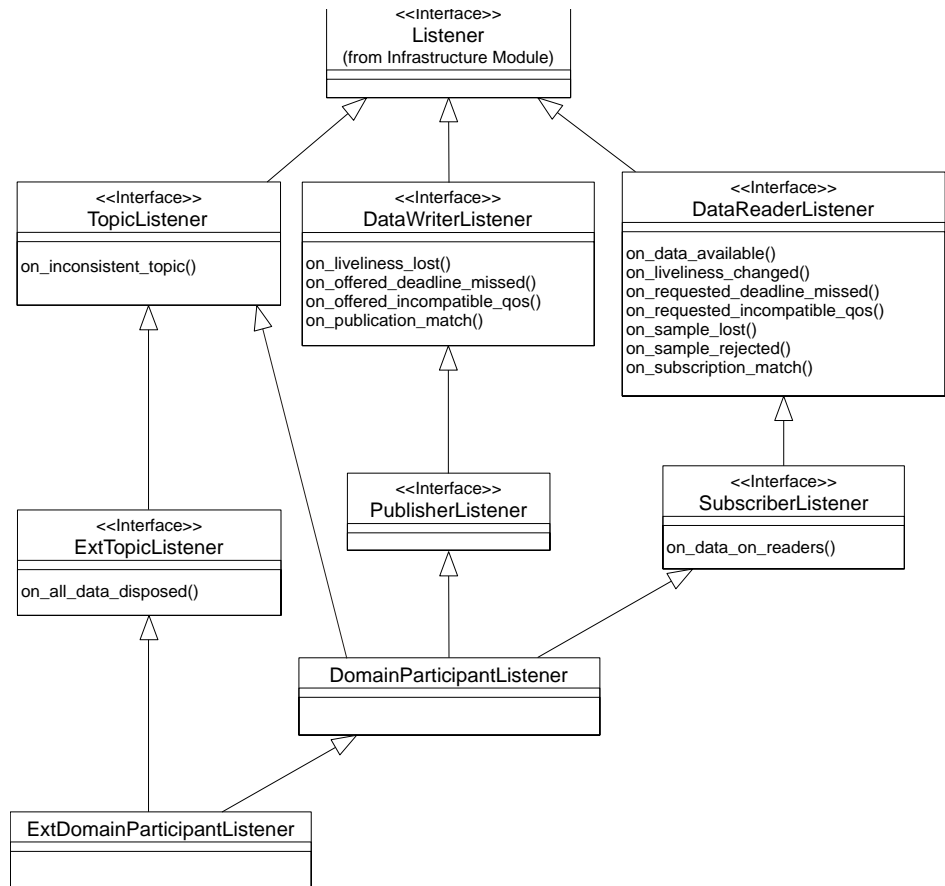 <<Interface>>
Listener
(from Infrastructure Module)
<<Interface>>
TopicListener
on_inconsistent_topic()
<<Interface>>
DataWriterListener
on_liveliness_lost()
on_offered_deadline_missed()
on_offered_incompatible_qos()
on_publication_match()
<<Interface>>
DataReaderListener
on_data_available()
on_liveliness_changed()
on_requested_deadline_missed()
on_requested_incompatible_qos()
on_sample_lost()
on_sample_rejected()
on_subscription_match()
<<Interface>>
ExtTopicListener
on_all_data_disposed()
<<Interface>>
PublisherListener
<<Interface>>
SubscriberListener
on_data_on_readers()
DomainParticipantListener
ExtDomainParticipantListener